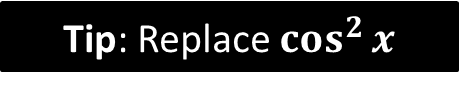 Tip: Replace cos² x